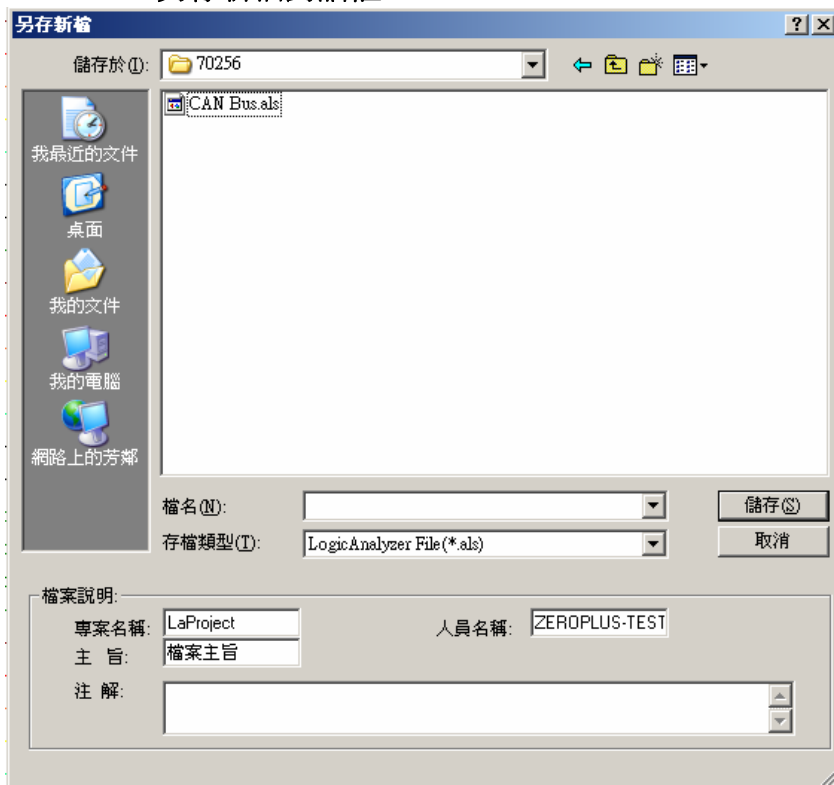 另存新檔
儲存於(I): 70256
CAN Bus.als
我最近的文件
桌面
我的文件
我的電腦
網路上的芳鄰
檔名(N): 儲存(S)
存檔類型(T): LogicAnalyzer File(*.als) 取消
檔案說明:
專案名稱: LaProject 人員名稱: ZEROPLUS-TEST
主 旨: 檔案主旨
注 解: